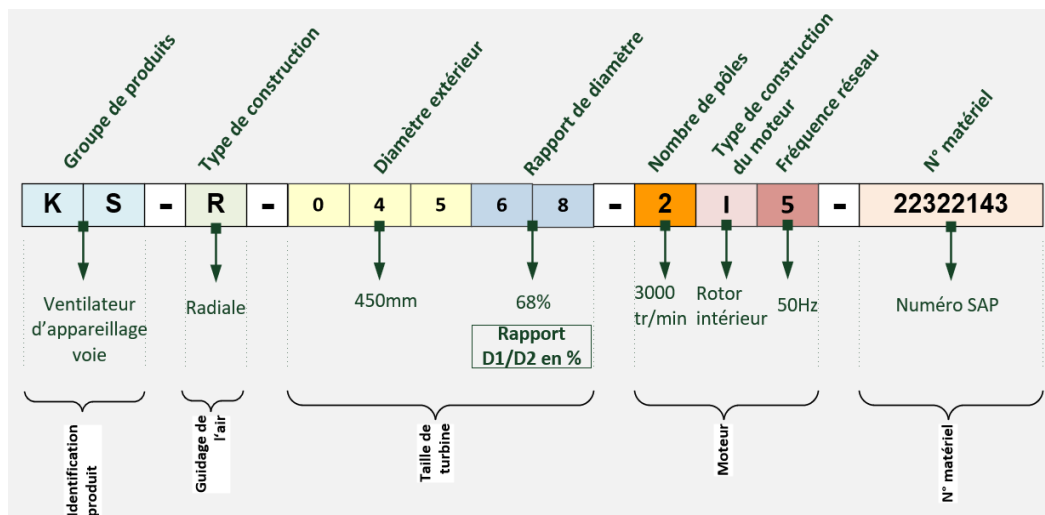 Groupe de produits
Type de construction
Diamètre extérieur
Rapport de diamètre
Nombre de pôles
Type de construction
du moteur
Fréquence réseau
N° matériel
K S - R - 0 4 5 6 8 - 2 I 5 - 22322143
Ventilateur
d'appareillage
voie
Radiale
450mm
68%
Rapport
D1/D2 en %
3000
tr/min
Rotor
intérieur
50Hz
Numéro SAP
Identification
produit
Guidage de
l'air
Taille de
turbine
Moteur
N° matériel